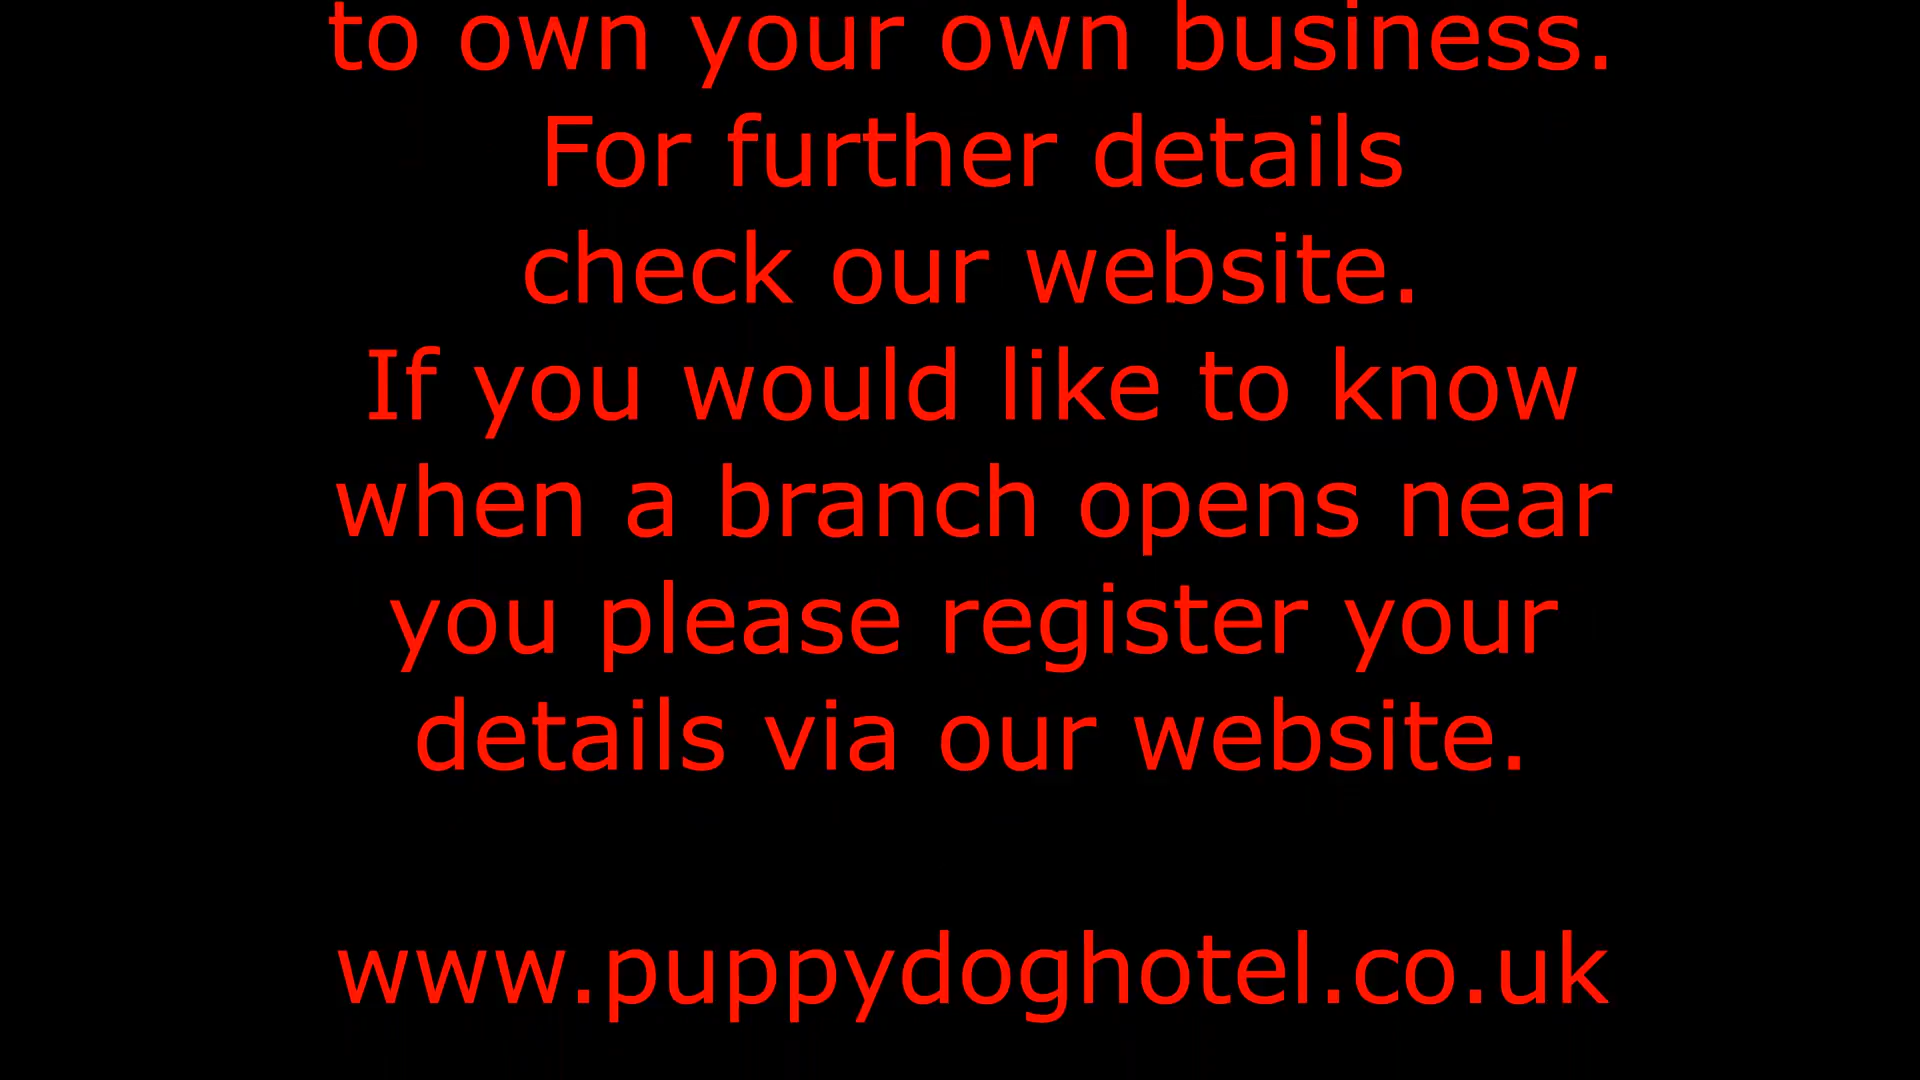 to own your own business.
For further details
check our website.
If you would like to know
when a branch opens near
you please register your
details via our website.
www.puppydoghotel.co.uk